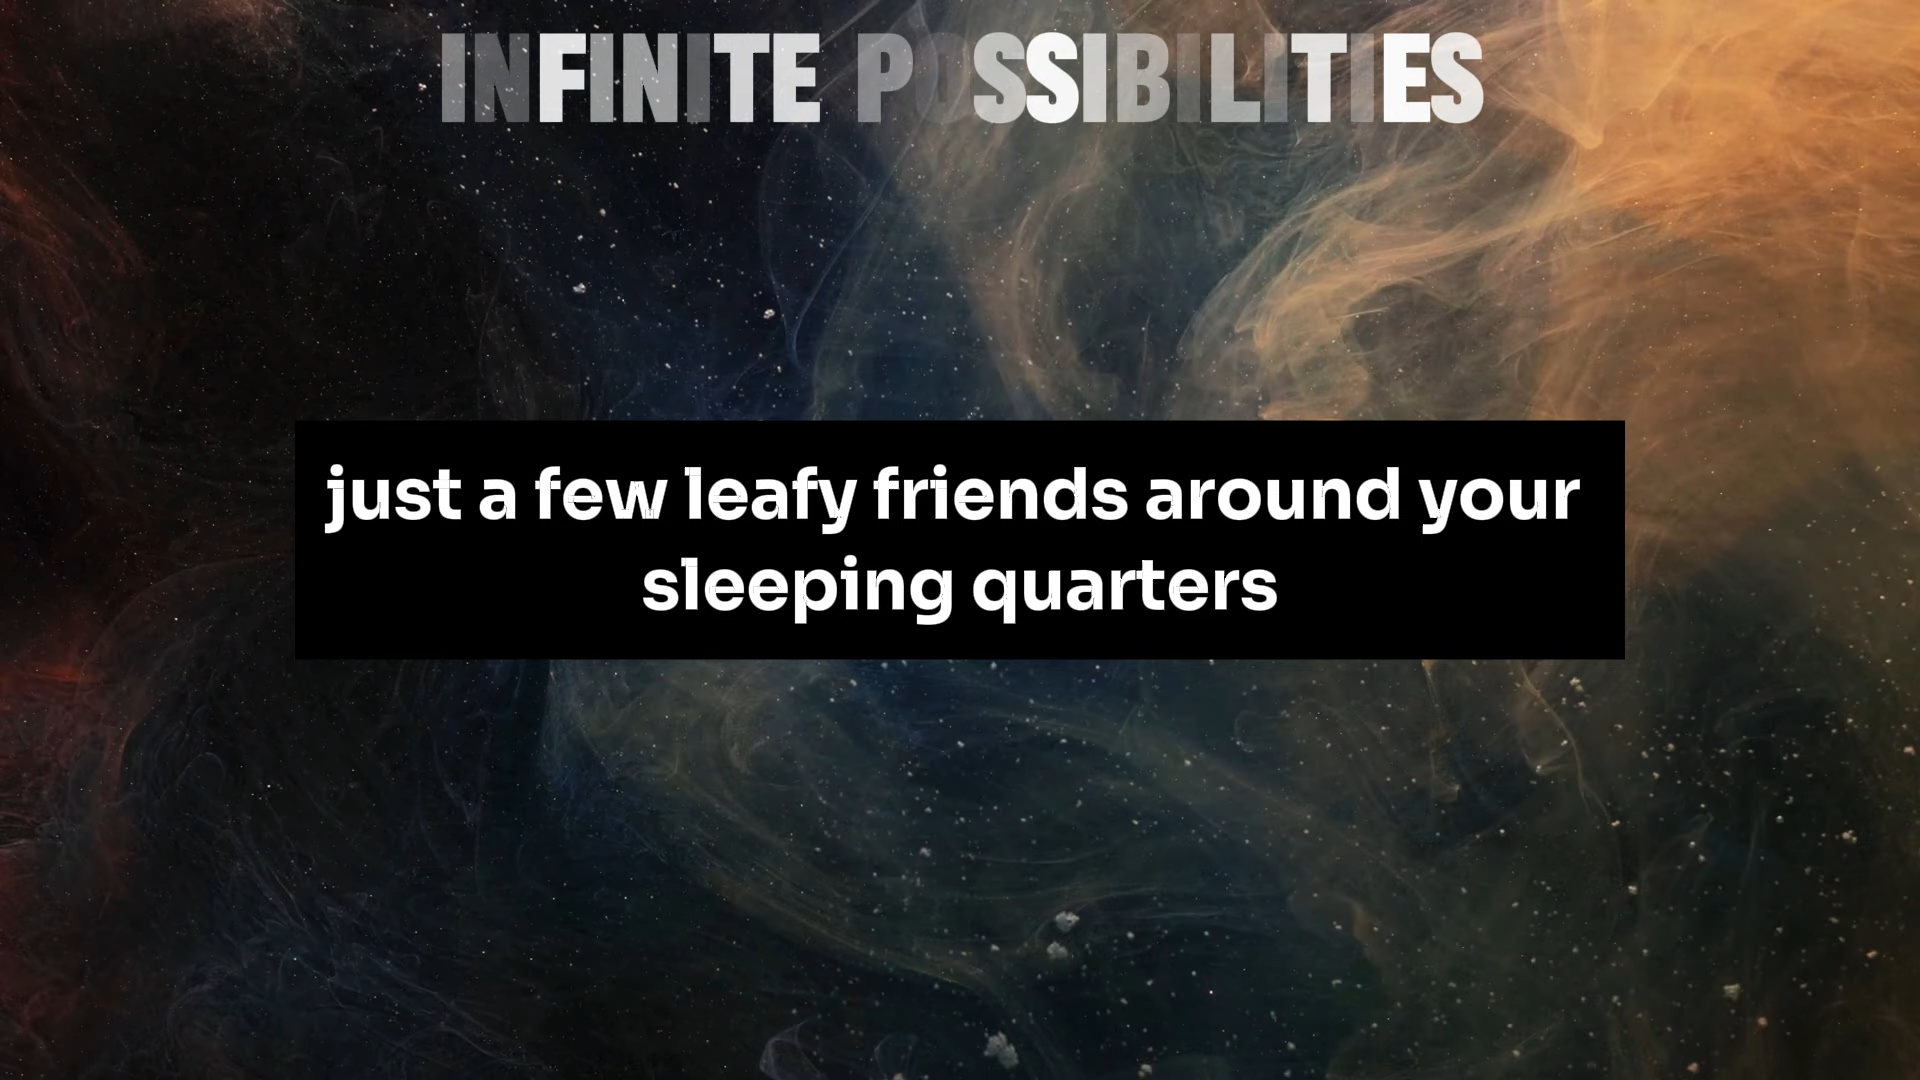 INFINITE POSSIBILITIES
just a few leafy friends around your
sleeping quarters